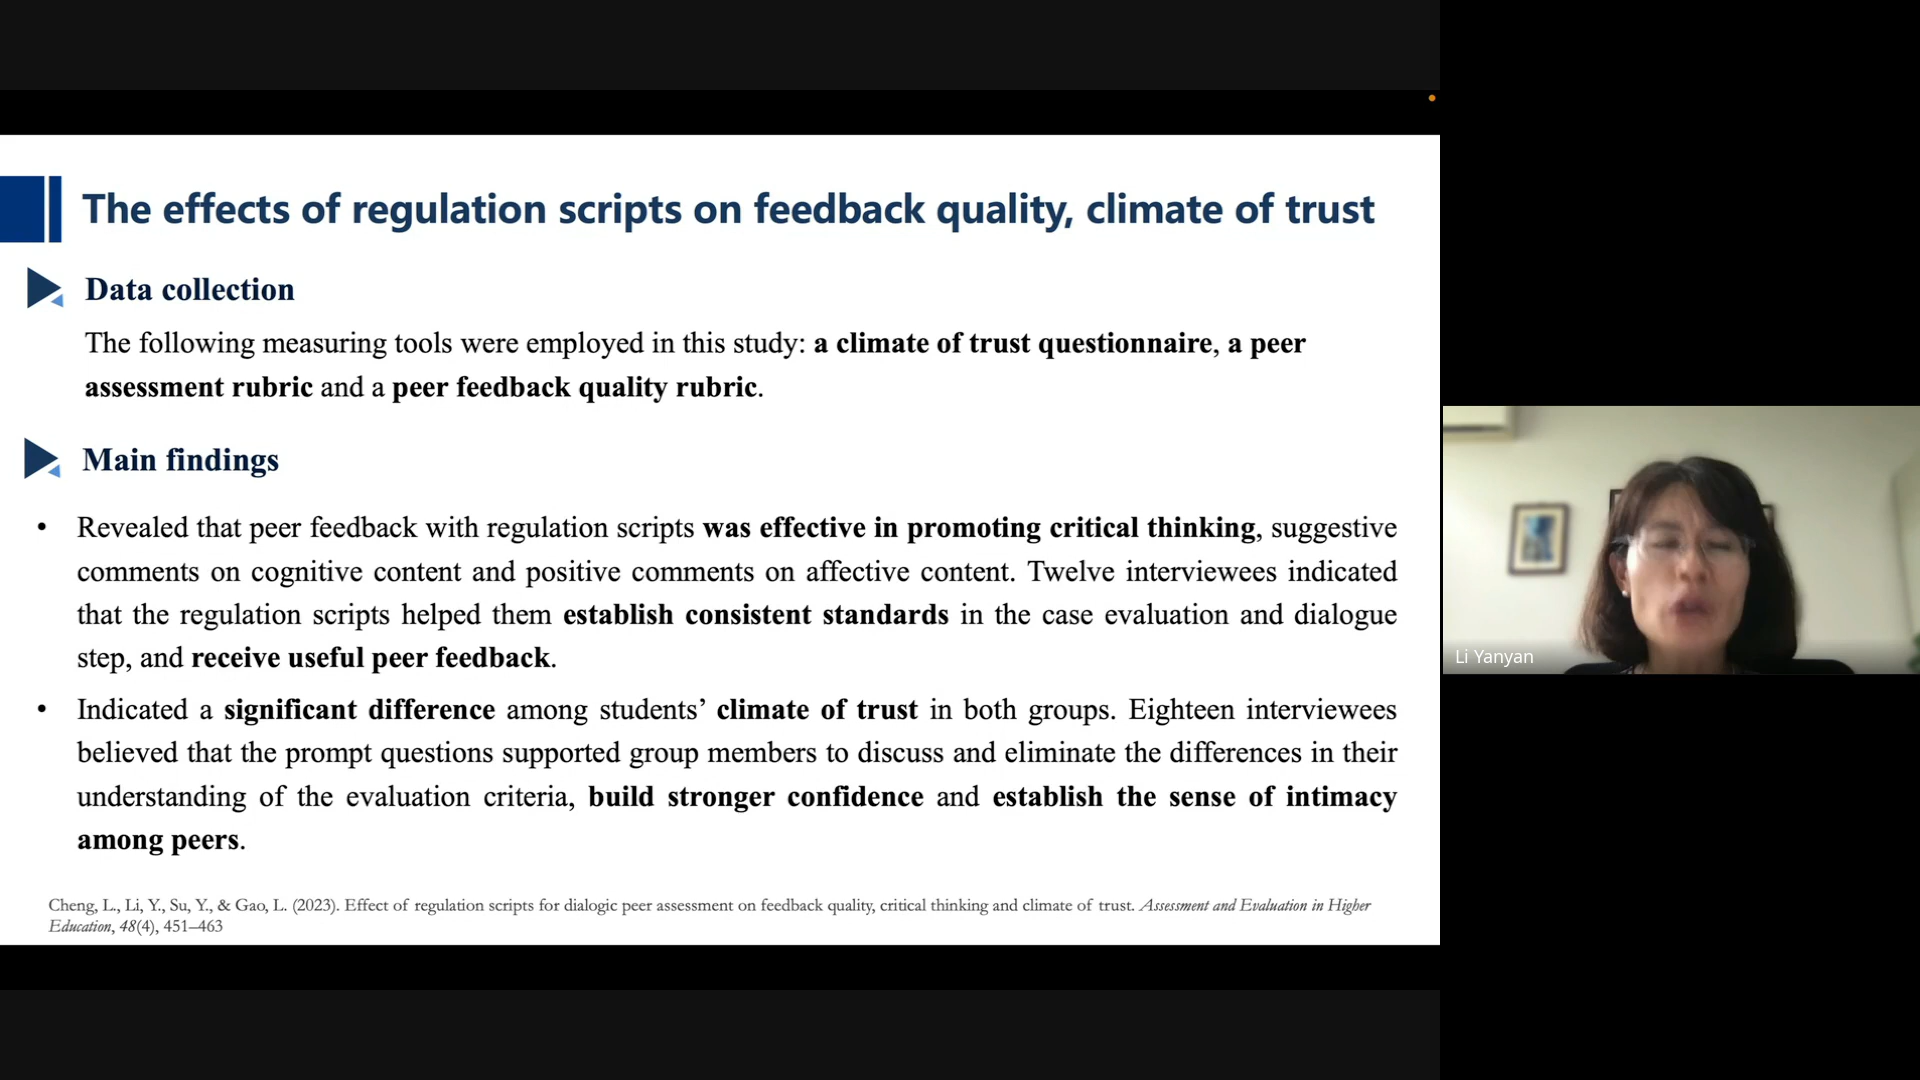 The effects of regulation scripts on feedback quality, climate of trust
Data collection
The following measuring tools were employed in this study: a climate of trust questionnaire, a peer
assessment rubric and a peer feedback quality rubric.
Main findings
• Revealed that peer feedback with regulation scripts was effective in promoting critical thinking, suggestive
comments on cognitive content and positive comments on affective content. Twelve interviewees indicated
that the regulation scripts helped them establish consistent standards in the case evaluation and dialogue
step, and receive useful peer feedback.
• Indicated a significant difference among students’ climate of trust in both groups. Eighteen interviewees
believed that the prompt questions supported group members to discuss and eliminate the differences in their
understanding of the evaluation criteria, build stronger confidence and establish the sense of intimacy
among peers.
Cheng, L., Li, Y., Su, Y., & Gao, L. (2023). Effect of regulation scripts for dialogic peer assessment on feedback quality, critical thinking and climate of trust. Assessment and Evaluation in Higher
Education, 48(4), 451–463
Li Yanyan